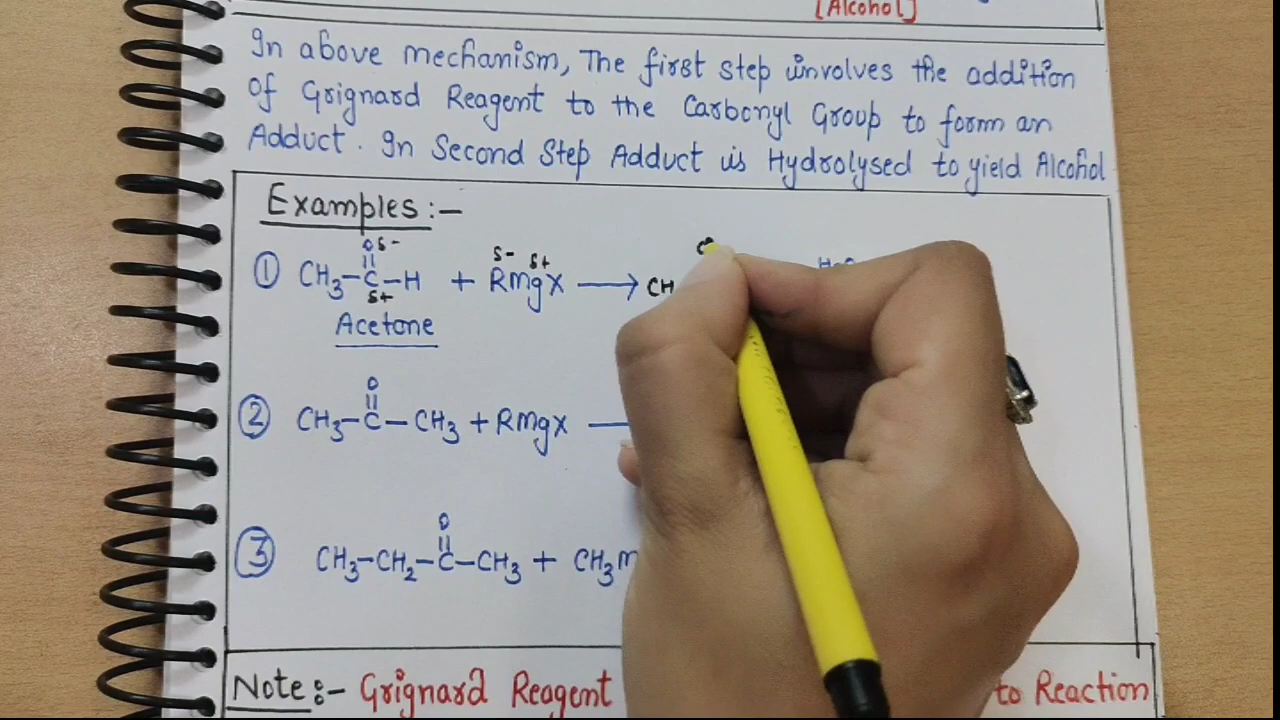 [Alcohol]
In above mechanism, The first step involves the addition
of Grignard Reagent to the Carbonyl Group to form an
Adduct. In Second Step Adduct is Hydrolysed to yield Alcohol
Examples:-
O δ-
δ- δ+
① CH3-C-H + RMgX → CH
δ+
Acetone
O
② CH3-C-CH3 + RMgX
O
③ CH3-CH2-C-CH3 + CH3M
Note:- Grignard Reagent to Reaction